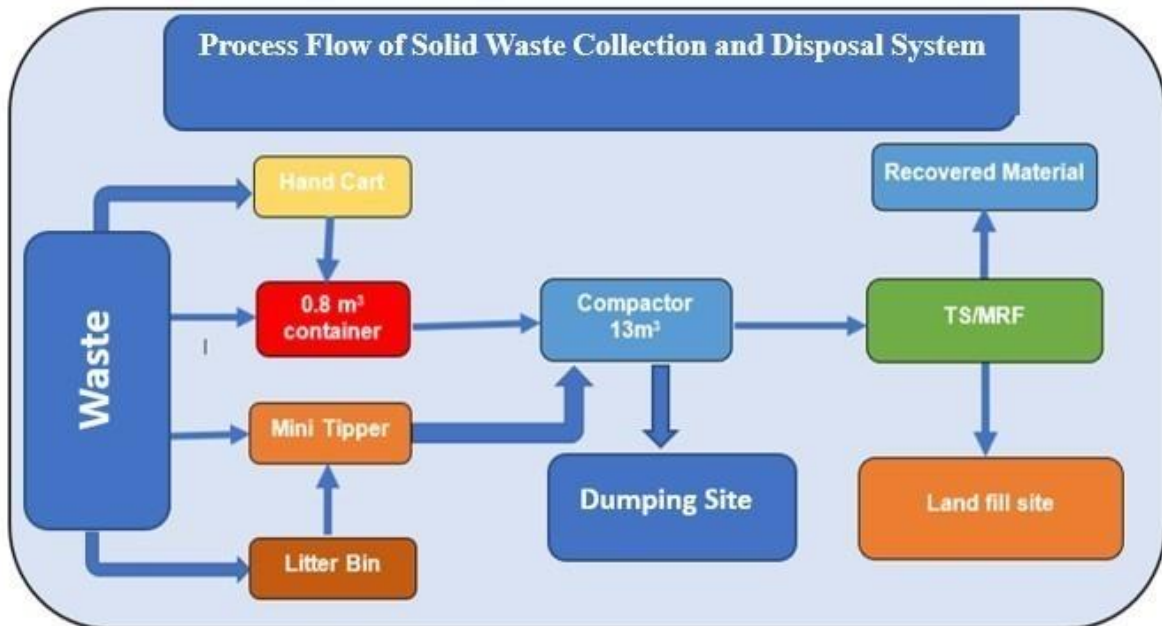 Process Flow of Solid Waste Collection and Disposal System
Hand Cart
Recovered Material
Waste
0.8 m³
container
Compactor
13m³
TS/MRF
Mini Tipper
Dumping Site
Land fill site
Litter Bin